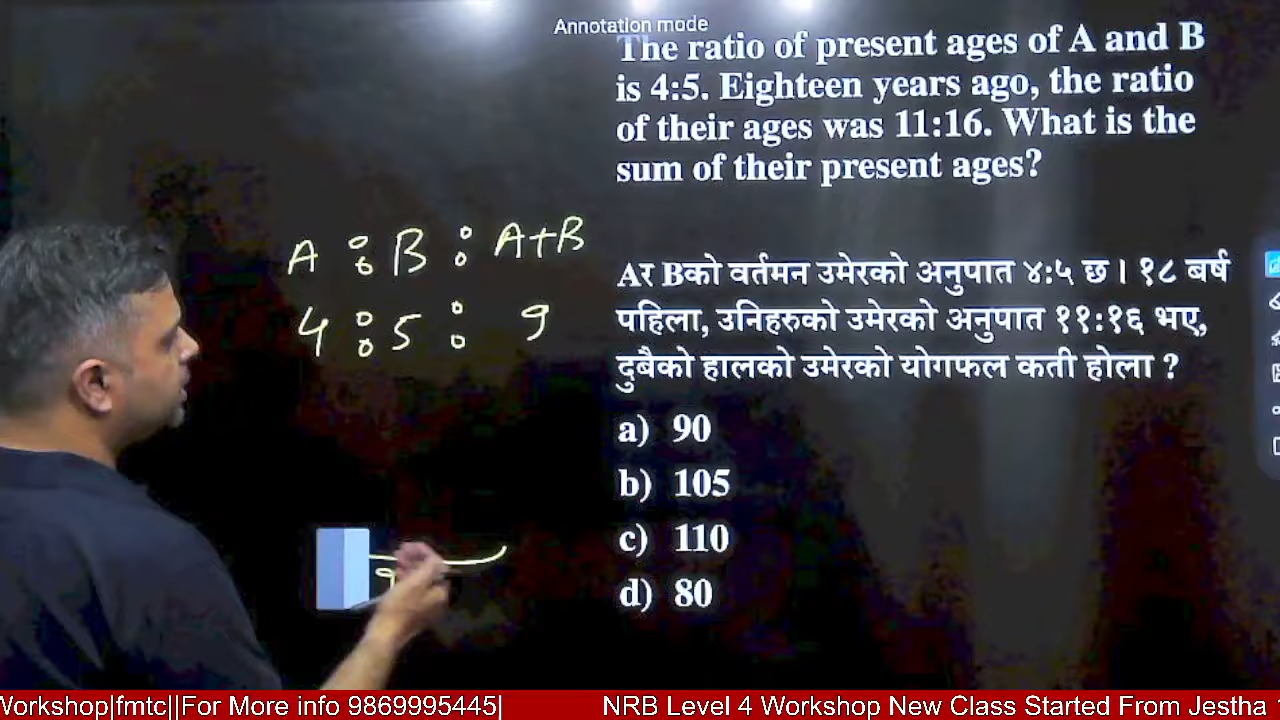 Annotation mode
The ratio of present ages of A and B
is 4:5. Eighteen years ago, the ratio
of their ages was 11:16. What is the
sum of their present ages?
A : B : A+B
4 : 5 : 9
Aर Bको वर्तमन उमेरको अनुपात ४:५ छ । १८ बर्ष
पहिला, उनिहरुको उमेरको अनुपात ११:१६ भए,
दुबैको हालको उमेरको योगफल कती होला ?
a) 90
b) 105
c) 110
d) 80
Workshop|fmtc||For More info 9869995445| NRB Level 4 Workshop New Class Started From Jestha